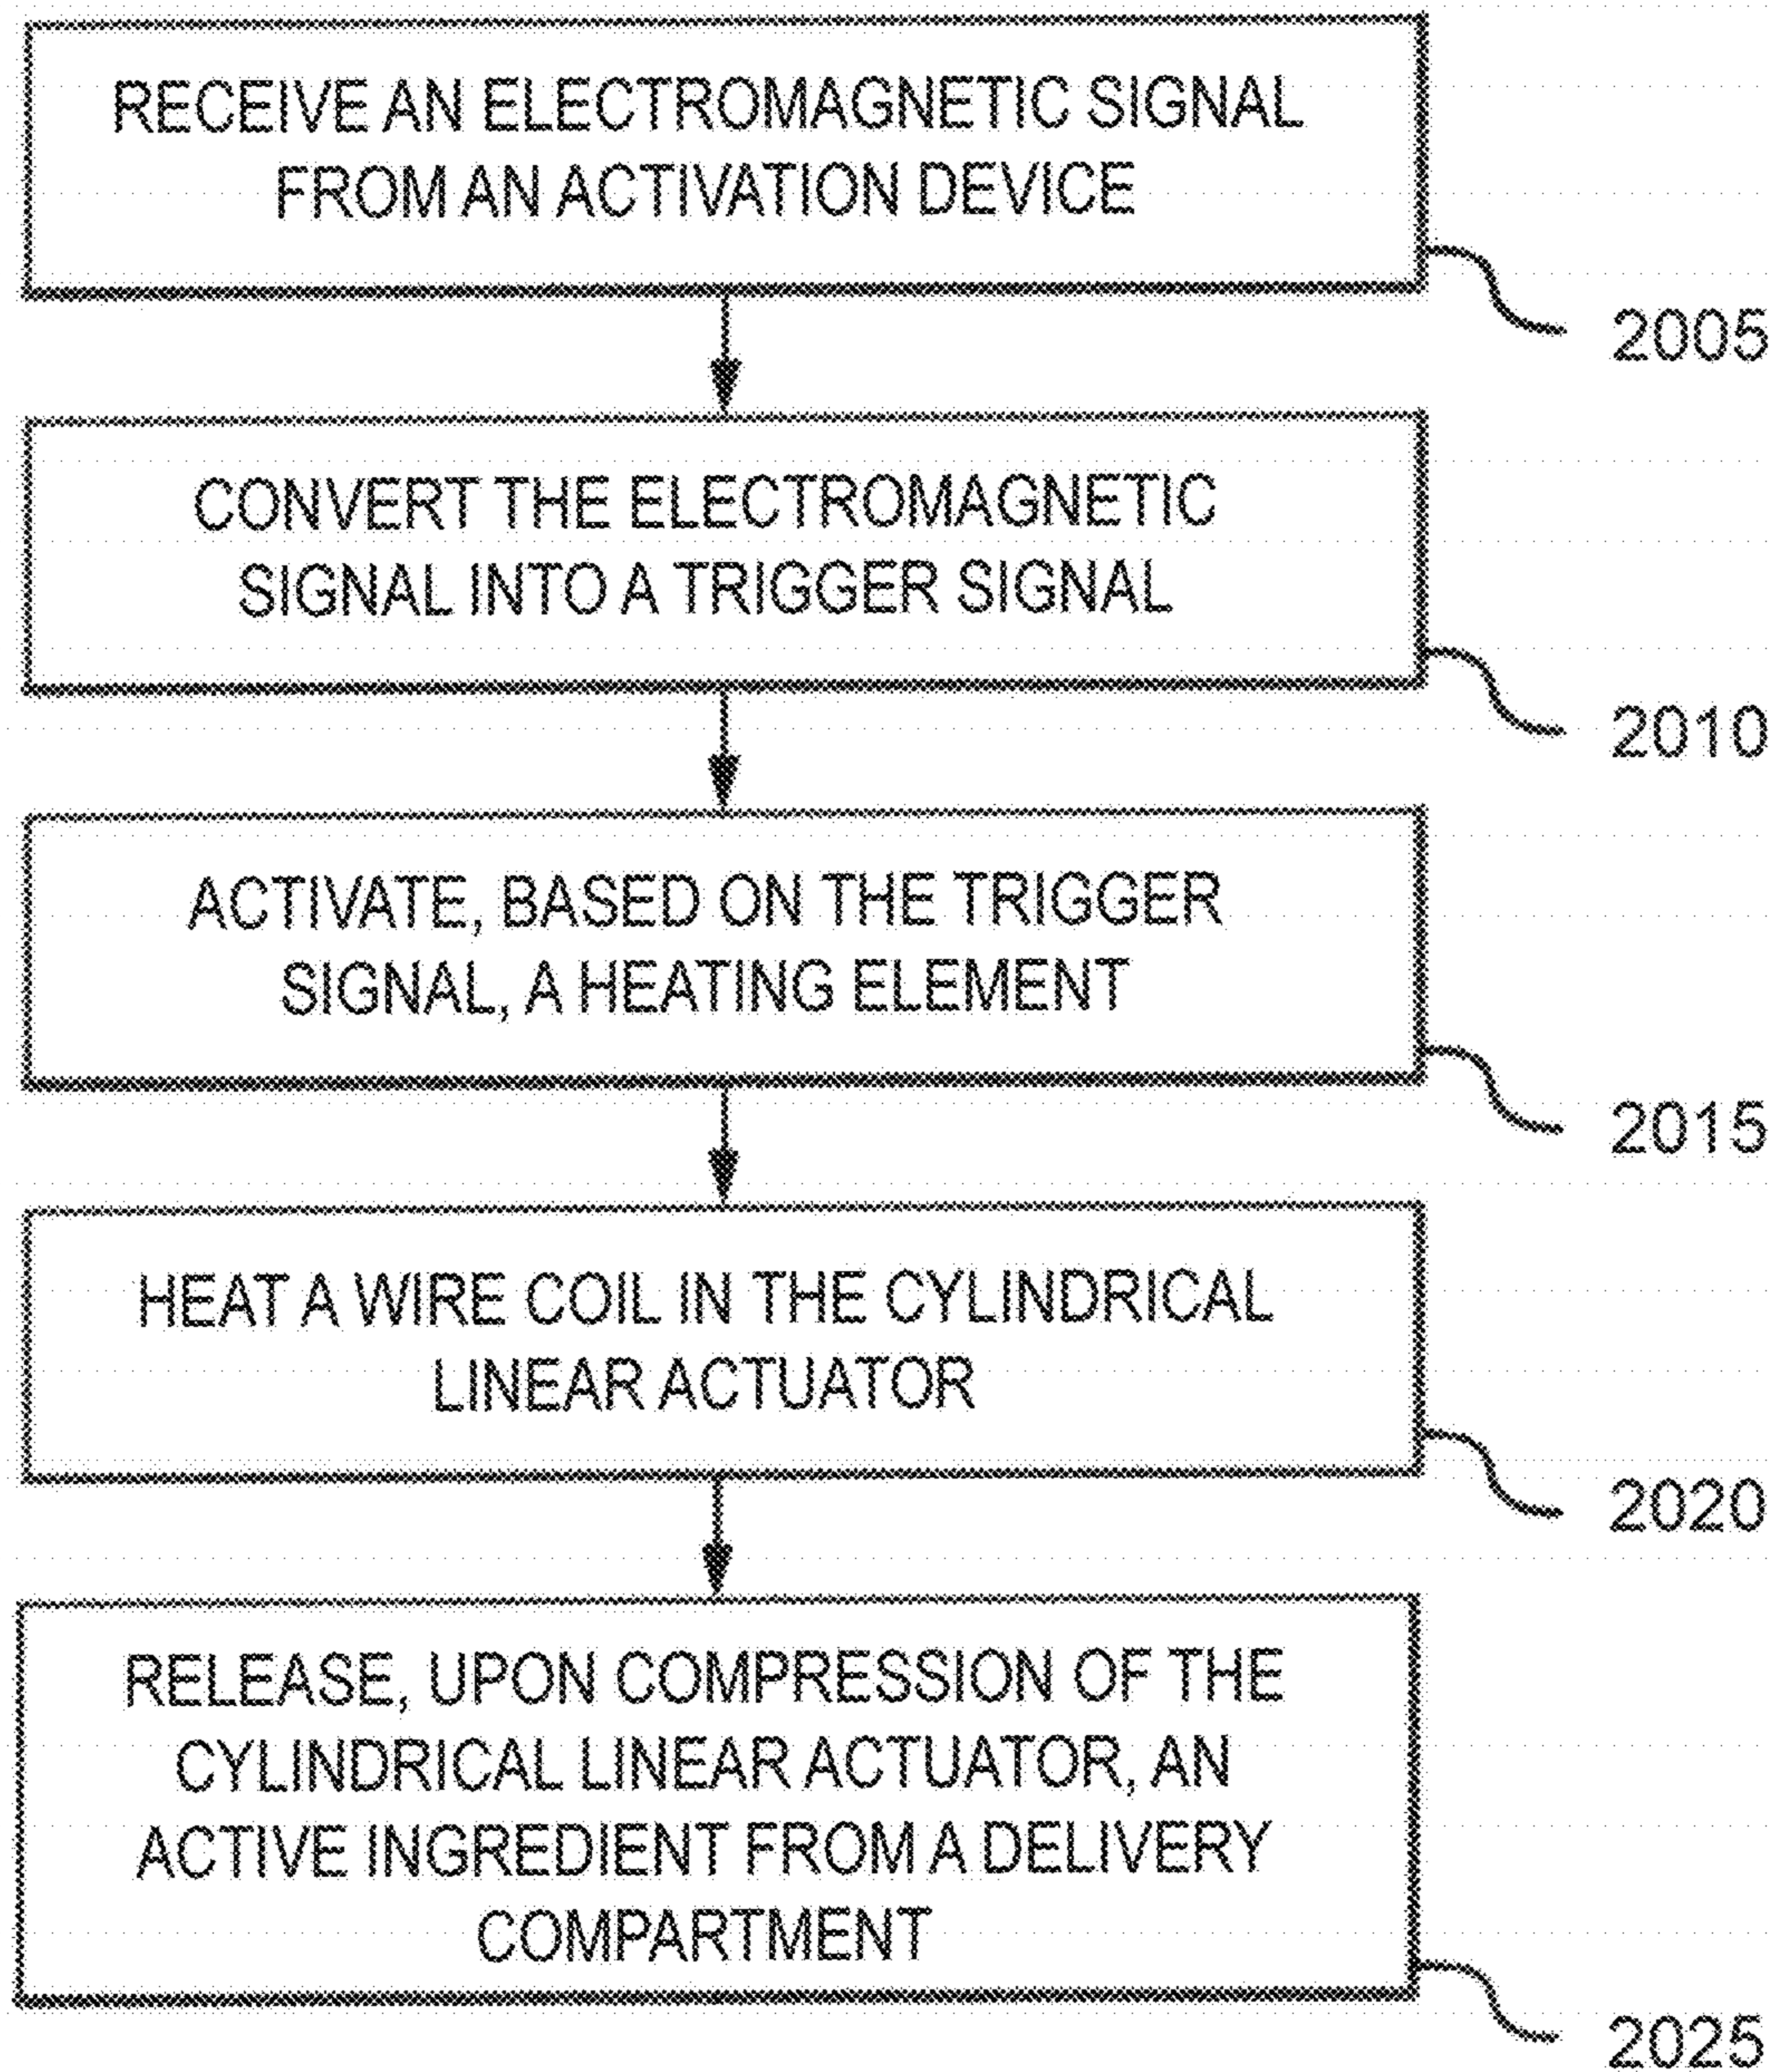 RECEIVE AN ELECTROMAGNETIC SIGNAL
FROM AN ACTIVATION DEVICE
2005
CONVERT THE ELECTROMAGNETIC
SIGNAL INTO A TRIGGER SIGNAL
2010
ACTIVATE, BASED ON THE TRIGGER
SIGNAL, A HEATING ELEMENT
2015
HEAT A WIRE COIL IN THE CYLINDRICAL
LINEAR ACTUATOR
2020
RELEASE, UPON COMPRESSION OF THE
CYLINDRICAL LINEAR ACTUATOR, AN
ACTIVE INGREDIENT FROM A DELIVERY
COMPARTMENT
2025